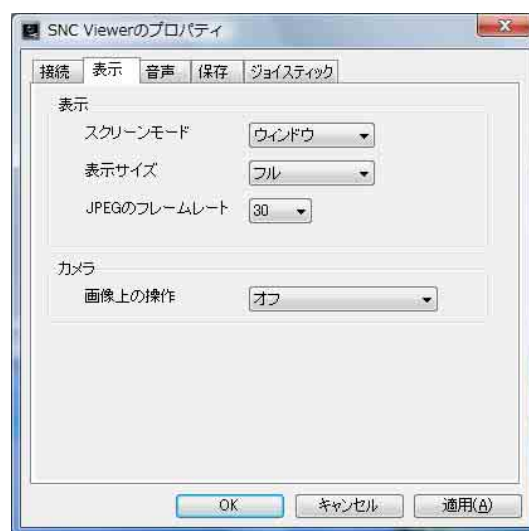 SNC Viewerのプロパティ
接続 表示 音声 保存 ジョイスティック
表示
スクリーンモード ウィンドウ
表示サイズ フル
JPEGのフレームレート 30
カメラ
画像上の操作 オフ
OK キャンセル 適用(A)